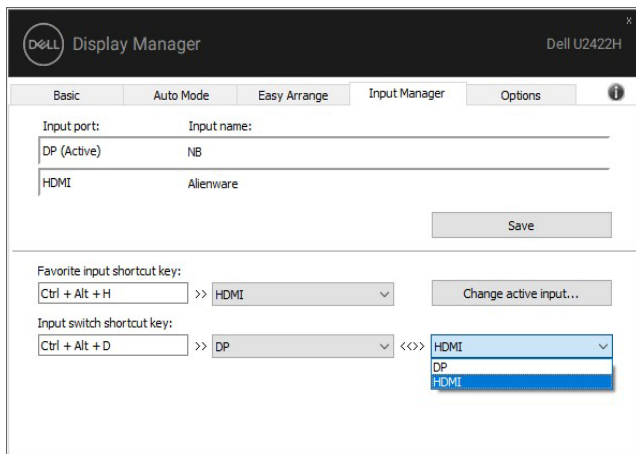 x
DELL Display Manager Dell U2422H
Basic Auto Mode Easy Arrange Input Manager Options i
Input port: Input name:
DP (Active) NB
HDMI Alienware
Save
Favorite input shortcut key:
Ctrl + Alt + H >> HDMI Change active input...
Input switch shortcut key:
Ctrl + Alt + D >> DP <<>> HDMI
DP
HDMI